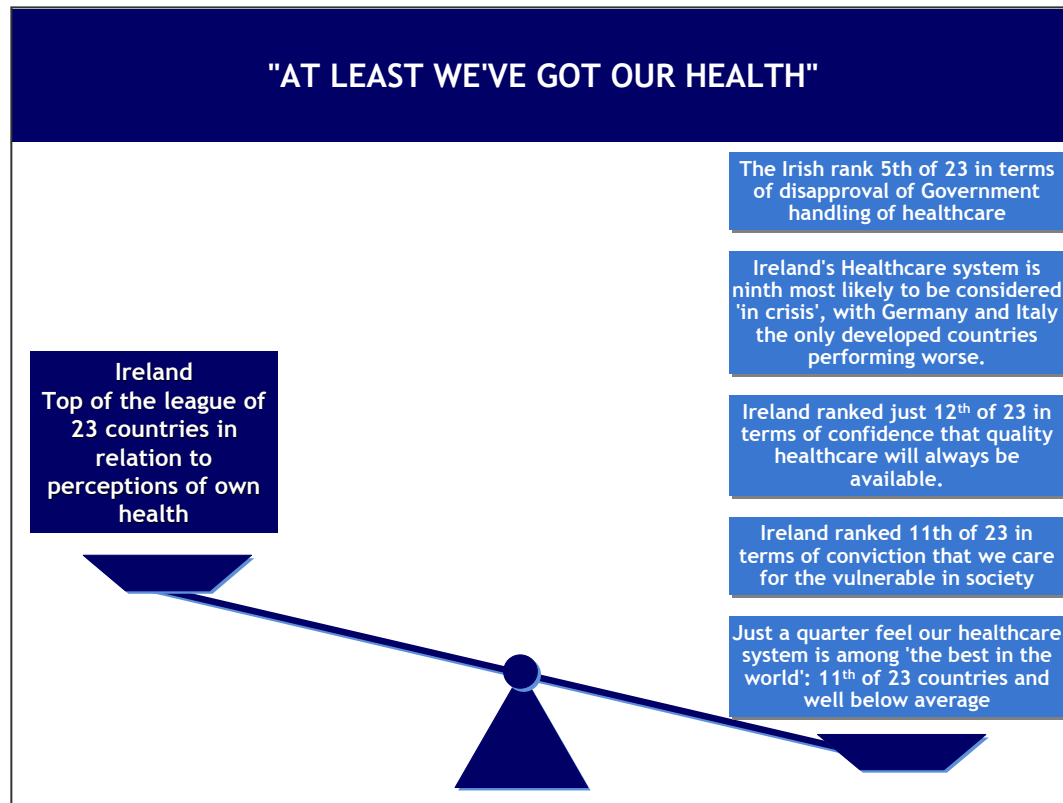 "AT LEAST WE'VE GOT OUR HEALTH"
Ireland
Top of the league of
23 countries in
relation to
perceptions of own
health
The Irish rank 5th of 23 in terms
of disapproval of Government
handling of healthcare
Ireland's Healthcare system is
ninth most likely to be considered
'in crisis', with Germany and Italy
the only developed countries
performing worse.
Ireland ranked just 12th of 23 in
terms of confidence that quality
healthcare will always be
available.
Ireland ranked 11th of 23 in
terms of conviction that we care
for the vulnerable in society
Just a quarter feel our healthcare
system is among 'the best in the
world': 11th of 23 countries and
well below average